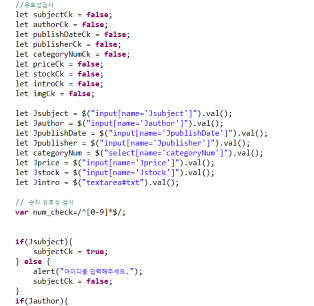 //유효성검사
let subjectCk = false;
let authorCk = false;
let publishDateCk = false;
let publisherCk = false;
let categoryNumCk = false;
let priceCk = false;
let stockCk = false;
let introCk = false;
let imgCk = false;
let Jsubject = $("input[name='Jsubject']").val();
let Jauthor = $("input[name='Jauthor']").val();
let JpublishDate = $("input[name='JpublishDate']").val();
let Jpublisher = $("input[name='Jpublisher']").val();
let categoryNum = $("select[name='categoryNum']").val();
let Jprice = $("input[name='Jprice']").val();
let Jstock = $("input[name='Jstock']").val();
let Jintro = $("textarea#txt").val();
// 숫자 유효성 검사
var num_check=/^[0-9]*$/;
if(Jsubject){
subjectCk = true;
} else {
alert("아이디를 입력해주세요.");
subjectCk = false;
}
if(Jauthor){